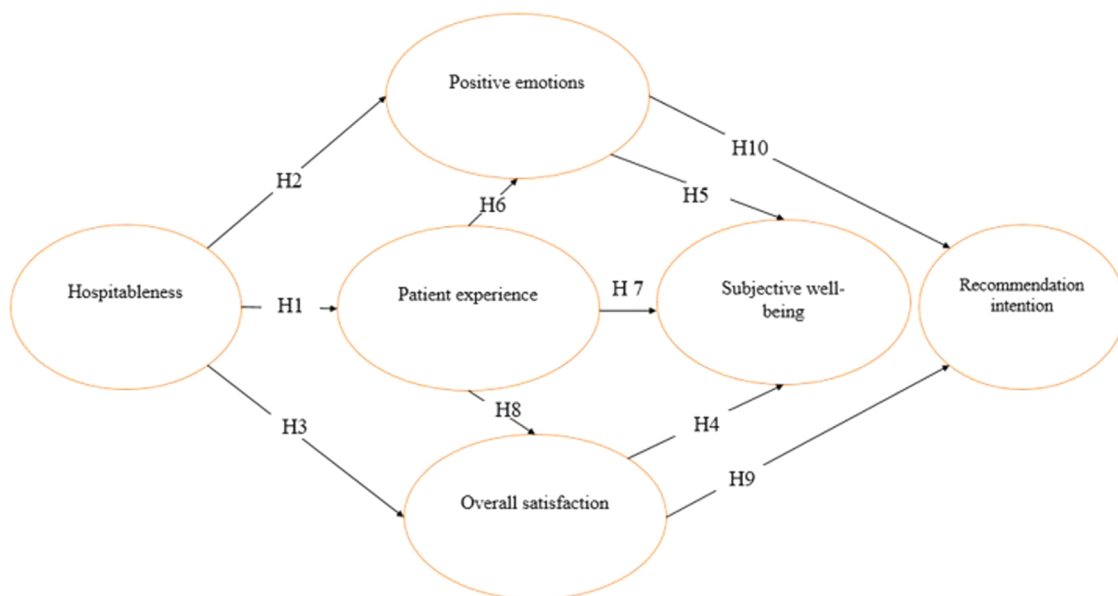 Positive emotions
H10
H2
H5
H6
Hospitableness
H1
Patient experience
H 7
Subjective well-
being
Recommendation
intention
H8
H3
H4
H9
Overall satisfaction